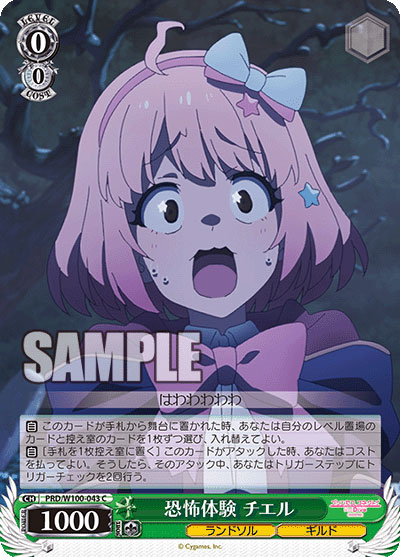 LEVEL
0
0
COST
SAMPLE
はわわわわわ
自 このカードが手札から舞台に置かれた時、あなたは自分のレベル置場の
カードと控え室のカードを1枚ずつ選び、入れ替えてよい。
自 [手札を1枚控え室に置く] このカードがアタックした時、あなたはコスト
を払ってよい。そうしたら、そのアタック中、あなたはトリガーステップにト
リガーチェックを2回行う。
CH PRD/W100-043 C
POWER
1000
恐怖体験 チエル
ランドソル
ギルド
© Cygames, Inc.